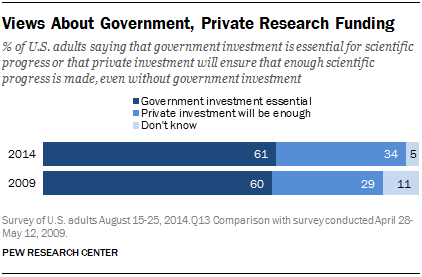 Views About Government, Private Research Funding
% of U.S. adults saying that government investment is essential for scientific
progress or that private investment will ensure that enough scientific
progress is made, even without government investment
Government investment essential
Private investment will be enough
Don't know
2014 61 34 5
2009 60 29 11
Survey of U.S. adults August 15-25, 2014.Q13 Comparison with survey conducted April 28-
May 12, 2009.
PEW RESEARCH CENTER